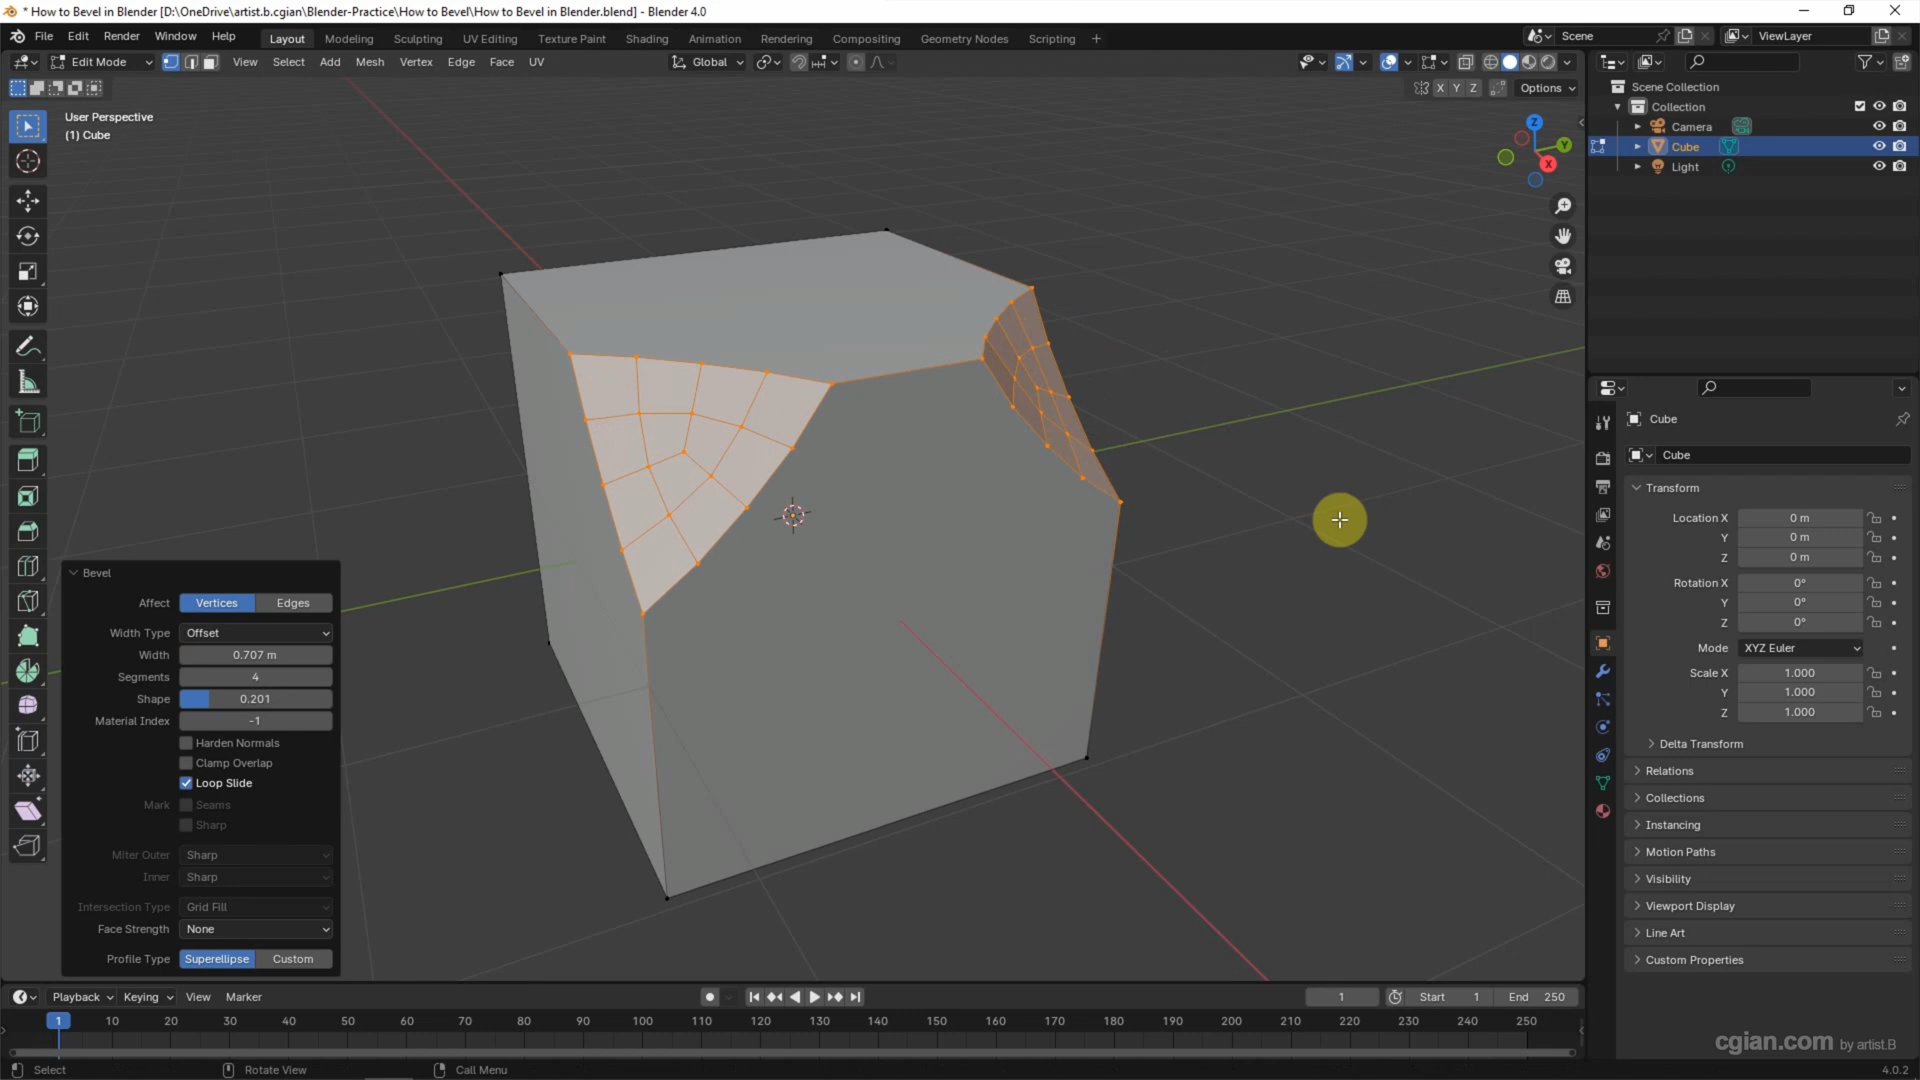 * How to Bevel in Blender [D:\OneDrive\artist.b.cgian\Blender-Practice\How to Bevel\How to Bevel in Blender.blend] - Blender 4.0
File Edit Render Window Help Layout Modeling Sculpting UV Editing Texture Paint Shading Animation Rendering Compositing Geometry Nodes Scripting + Scene ViewLayer
Edit Mode View Select Add Mesh Vertex Edge Face UV Global
X Y Z Options
User Perspective
(1) Cube
Z
Y
X
Scene Collection
Collection
Camera
Cube
Light
Cube
Cube
Transform
Location X 0 m
Y 0 m
Z 0 m
Rotation X 0°
Y 0°
Z 0°
Mode XYZ Euler
Scale X 1.000
Y 1.000
Z 1.000
Delta Transform
Relations
Collections
Instancing
Motion Paths
Visibility
Viewport Display
Line Art
Custom Properties
Bevel
Affect Vertices Edges
Width Type Offset
Width 0.707 m
Segments 4
Shape 0.201
Material Index -1
Harden Normals
Clamp Overlap
Loop Slide
Mark Seams
Sharp
Miter Outer Sharp
Inner Sharp
Intersection Type Grid Fill
Face Strength None
Profile Type Superellipse Custom
Playback Keying View Marker 1 Start 1 End 250
1 10 20 30 40 50 60 70 80 90 100 110 120 130 140 150 160 170 180 190 200 210 220 230 240 250
cgian.com by artist.B
Select Rotate View Call Menu 4.0.2